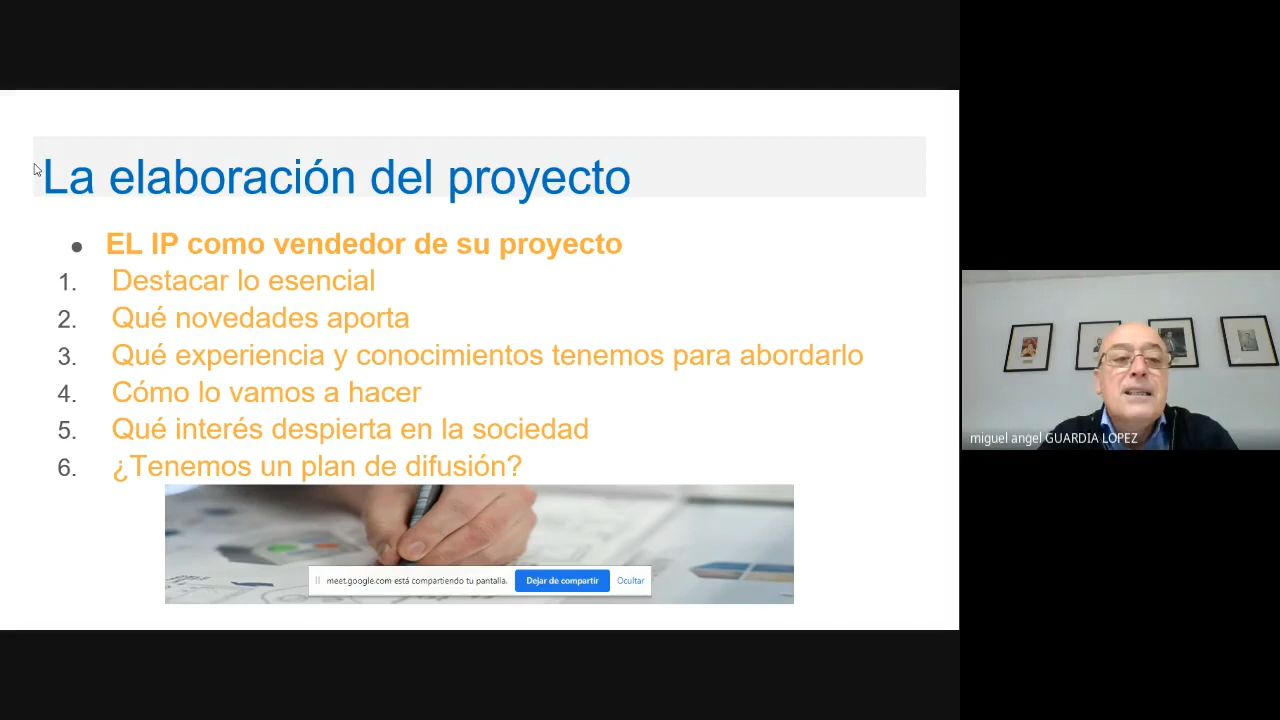 La elaboración del proyecto
● EL IP como vendedor de su proyecto
1. Destacar lo esencial
2. Qué novedades aporta
3. Qué experiencia y conocimientos tenemos para abordarlo
4. Cómo lo vamos a hacer
5. Qué interés despierta en la sociedad
6. ¿Tenemos un plan de difusión?
meet.google.com está compartiendo tu pantalla. Dejar de compartir Ocultar
miguel angel GUARDIA LOPEZ